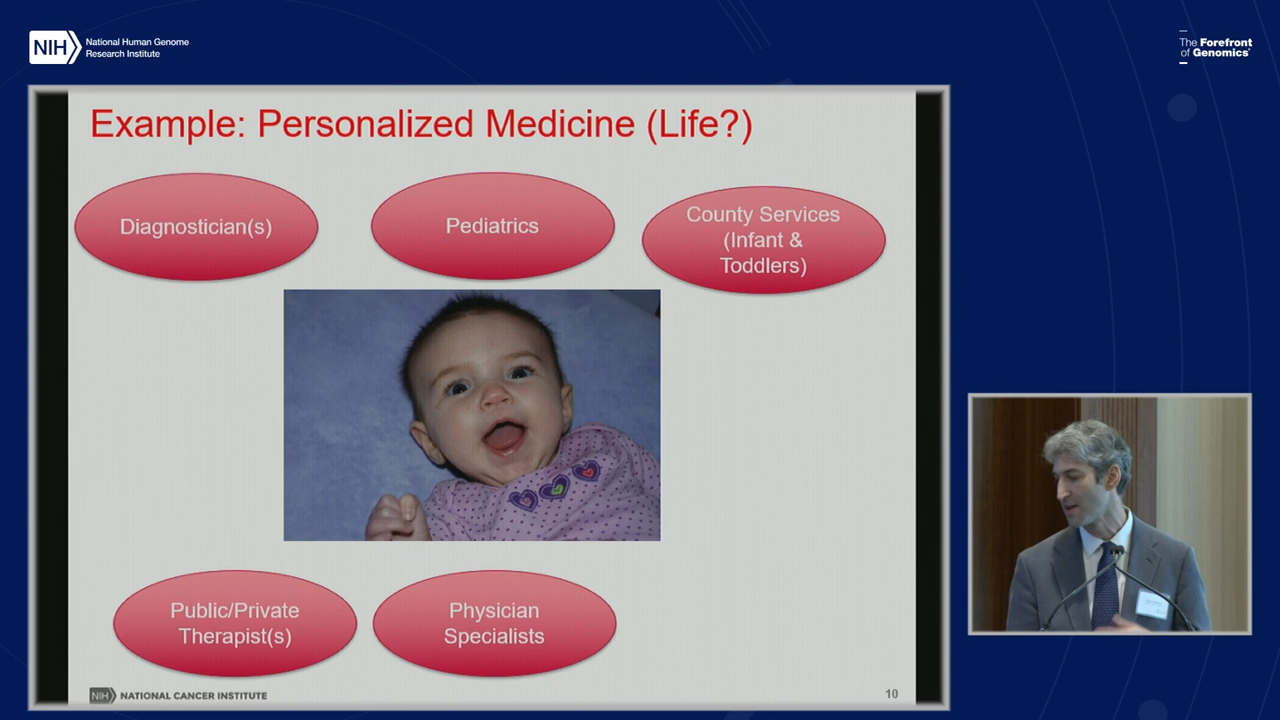 NIH
National Human Genome
Research Institute
The Forefront
of Genomics®
Example: Personalized Medicine (Life?)
Diagnostician(s)
Pediatrics
County Services
(Infant &
Toddlers)
Public/Private
Therapist(s)
Physician
Specialists
NIH NATIONAL CANCER INSTITUTE
10